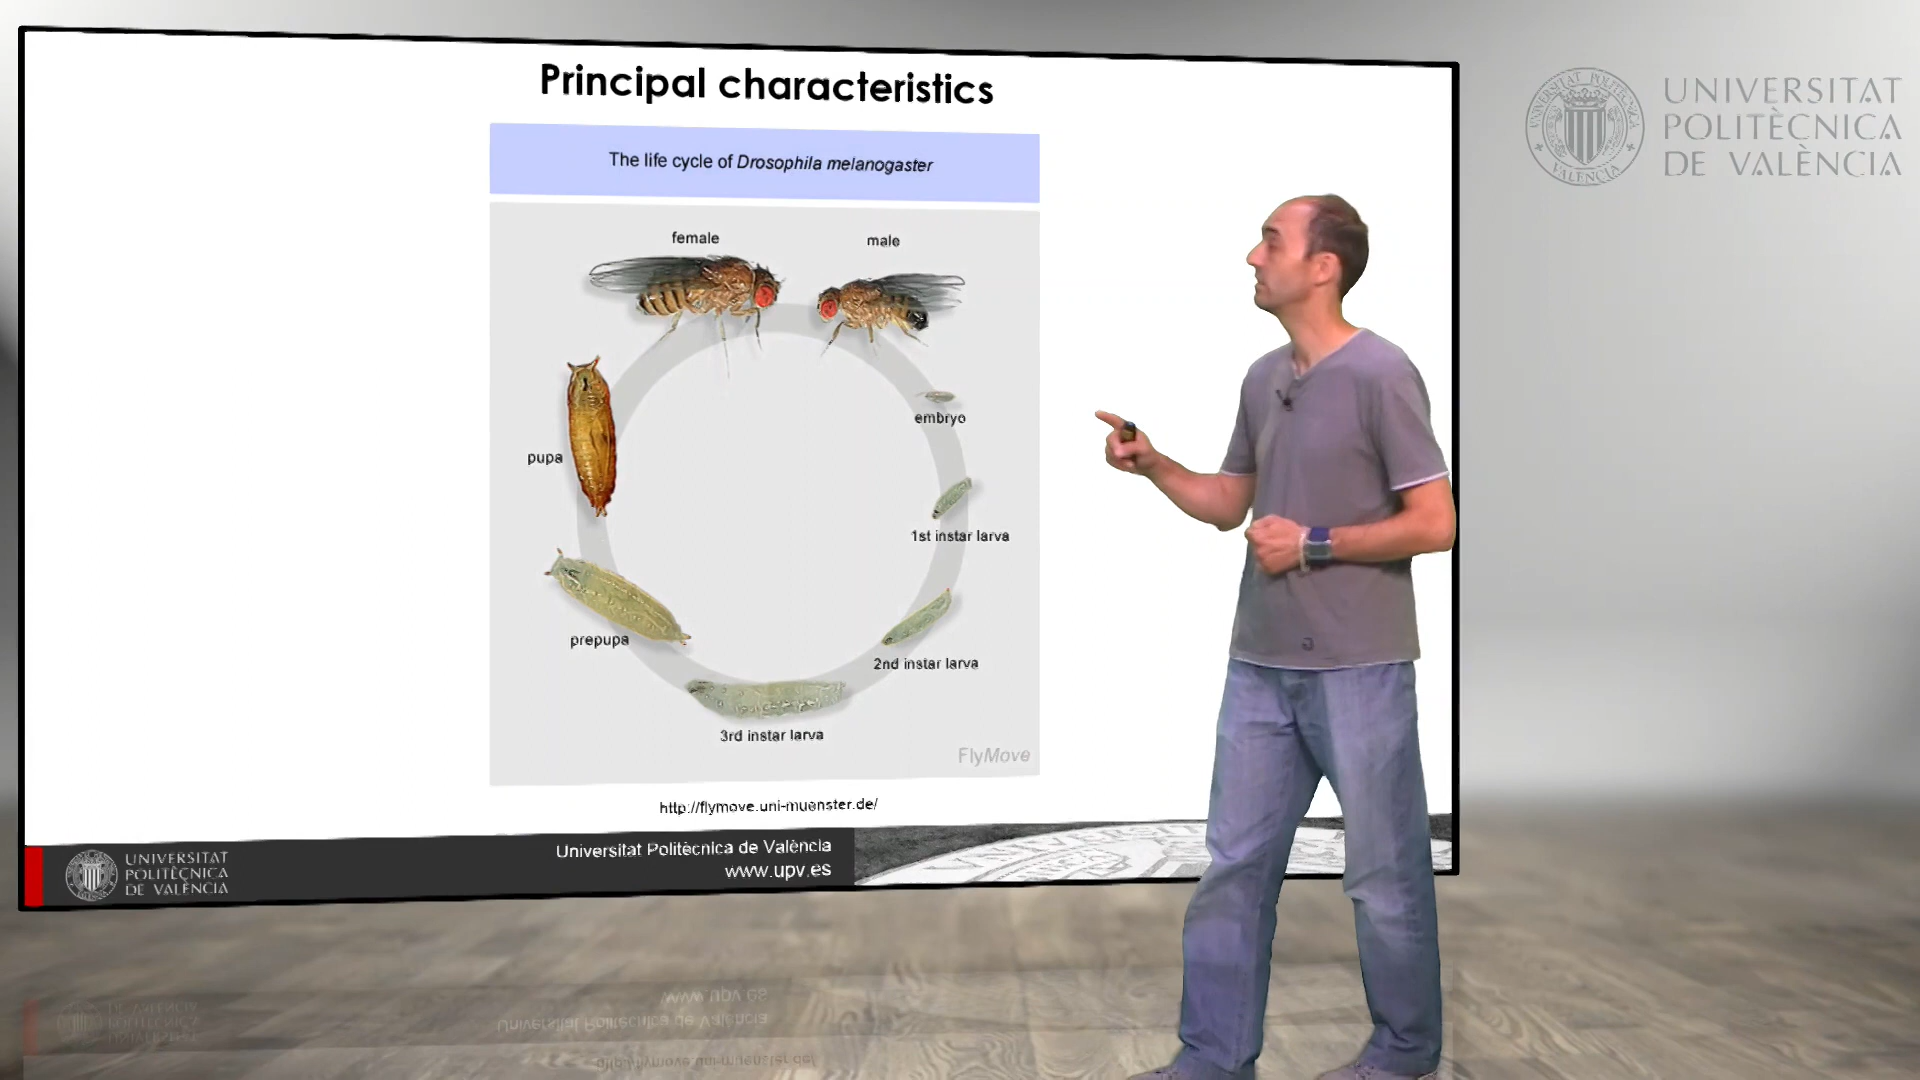 Principal characteristics
The life cycle of Drosophila melanogaster
female
male
embryo
pupa
1st instar larva
prepupa
2nd instar larva
3rd instar larva
FlyMove
http://flymove.uni-muenster.de/
UNIVERSITAT
POLITÈCNICA
DE VALÈNCIA
Universitat Politècnica de València
www.upv.es
UNIVERSITAT
POLITÈCNICA
DE VALÈNCIA